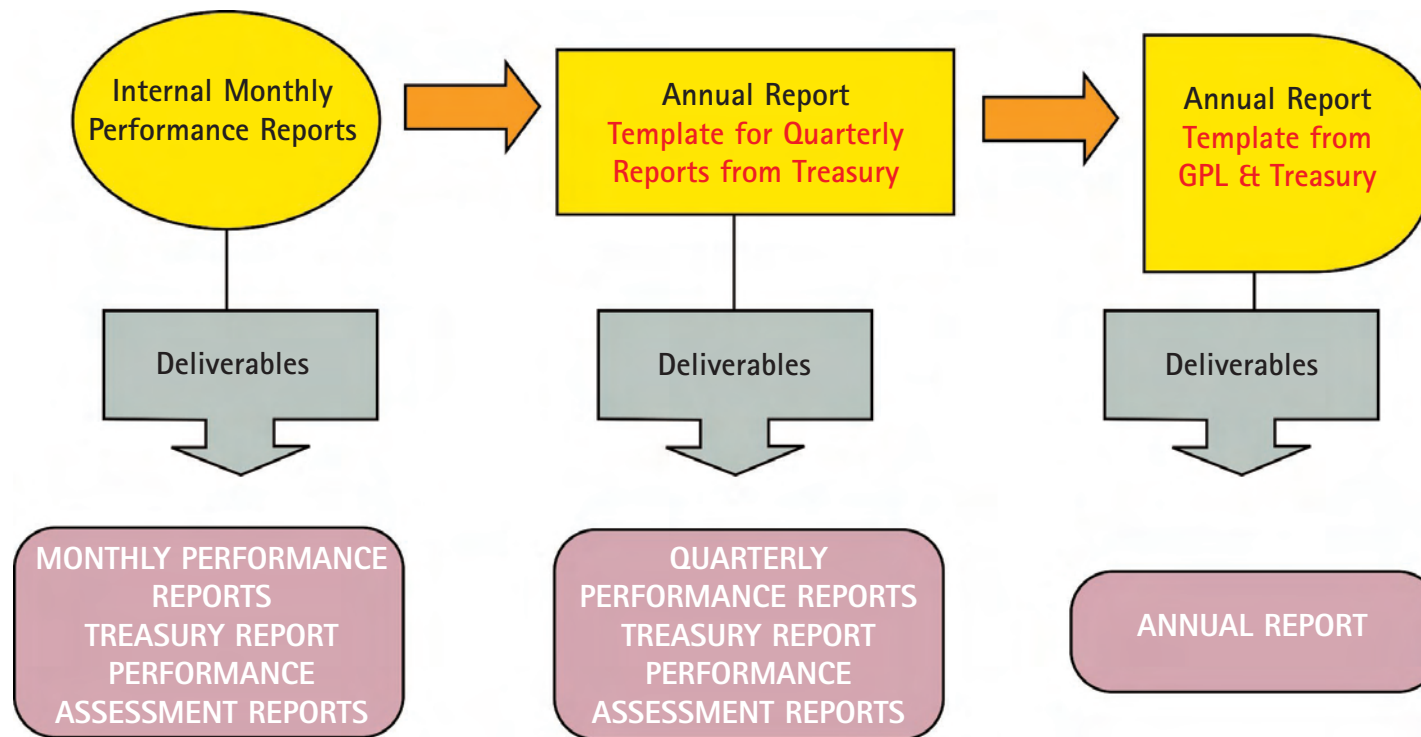 Internal Monthly
Performance Reports
Annual Report
Template for Quarterly
Reports from Treasury
Annual Report
Template from
GPL & Treasury
Deliverables
Deliverables
Deliverables
MONTHLY PERFORMANCE
REPORTS
TREASURY REPORT
PERFORMANCE
ASSESSMENT REPORTS
QUARTERLY
PERFORMANCE REPORTS
TREASURY REPORT
PERFORMANCE
ASSESSMENT REPORTS
ANNUAL REPORT